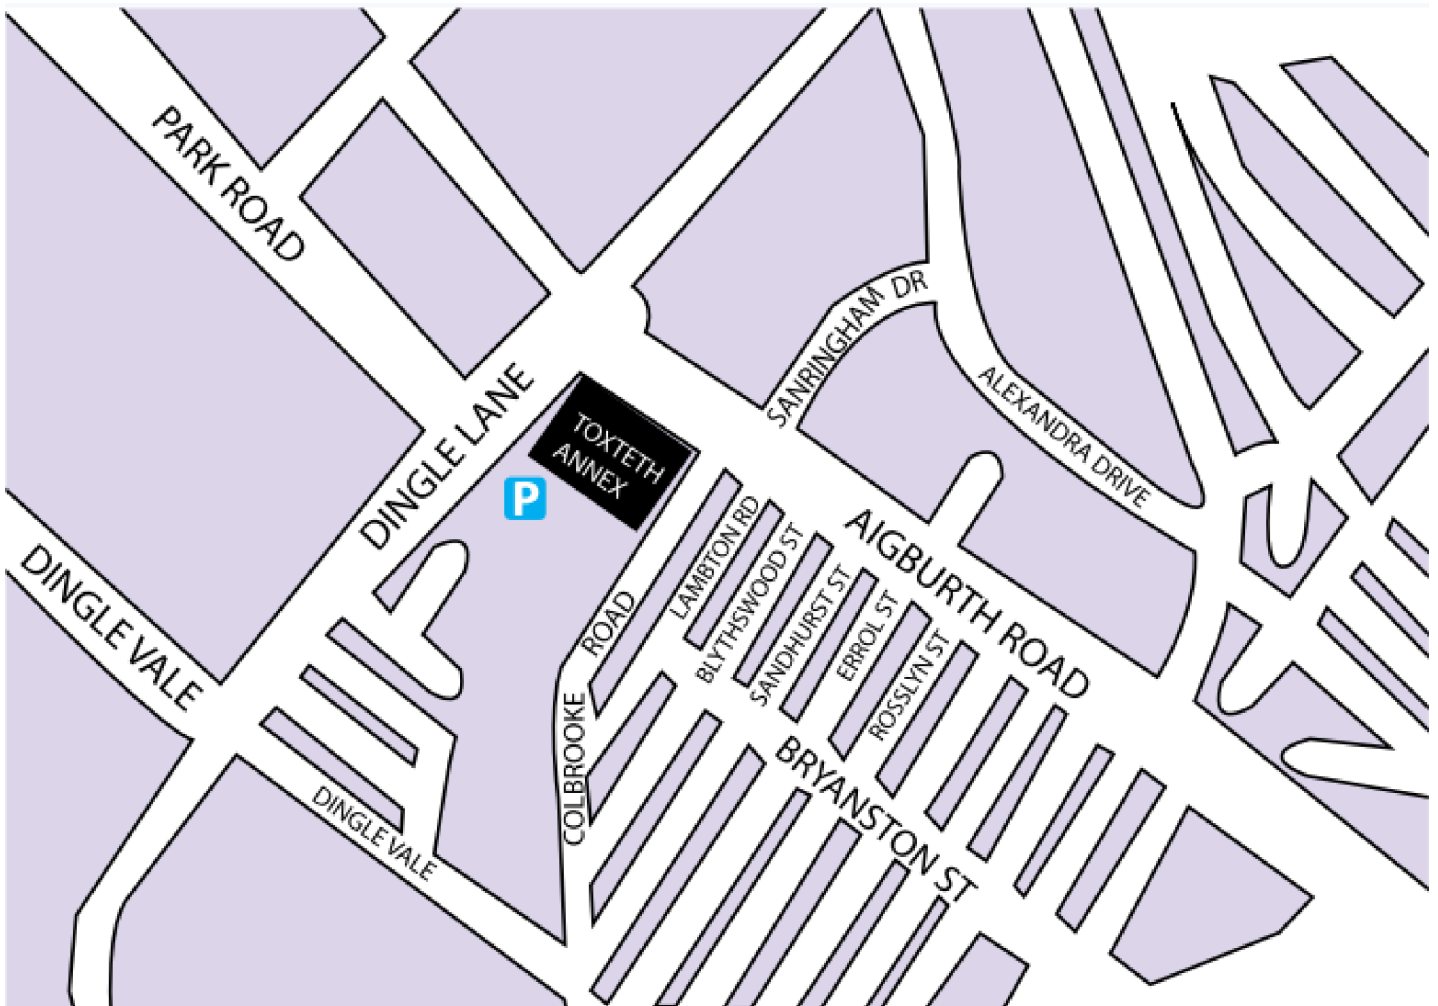 PARK ROAD
SANRINGHAM DR
DINGLE LANE
ALEXANDRA DRIVE
TOXTETH
ANNEX
P
LAMBTON RD
BLYTHSWOOD ST
SANDHURST ST
ERROL ST
ROSSLYN ST
AIGBURTH ROAD
DINGLE VALE
COLBROOKE ROAD
BRYANSTON ST
DINGLE VALE